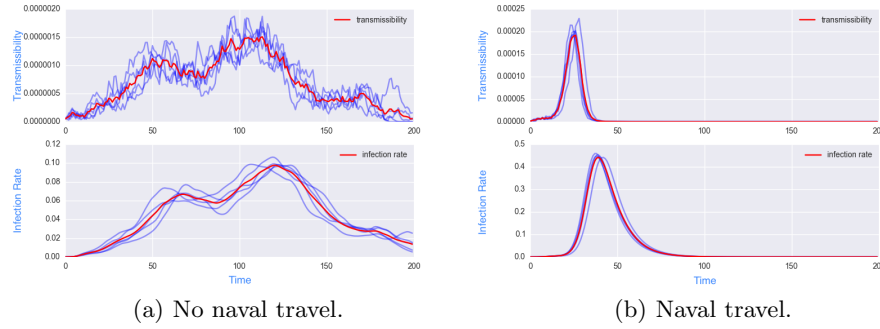 0.0000020
0.0000015
0.0000010
0.0000005
0.0000000
Transmissibility
transmissibility
0 50 100 150 200
0.12
0.10
0.08
0.06
0.04
0.02
0.00
Infection Rate
infection rate
0 50 100 150 200
Time
(a) No naval travel.
0.00025
0.00020
0.00015
0.00010
0.00005
0.00000
Transmissibility
transmissibility
0 50 100 150 200
0.5
0.4
0.3
0.2
0.1
0.0
Infection Rate
infection rate
0 50 100 150 200
Time
(b) Naval travel.